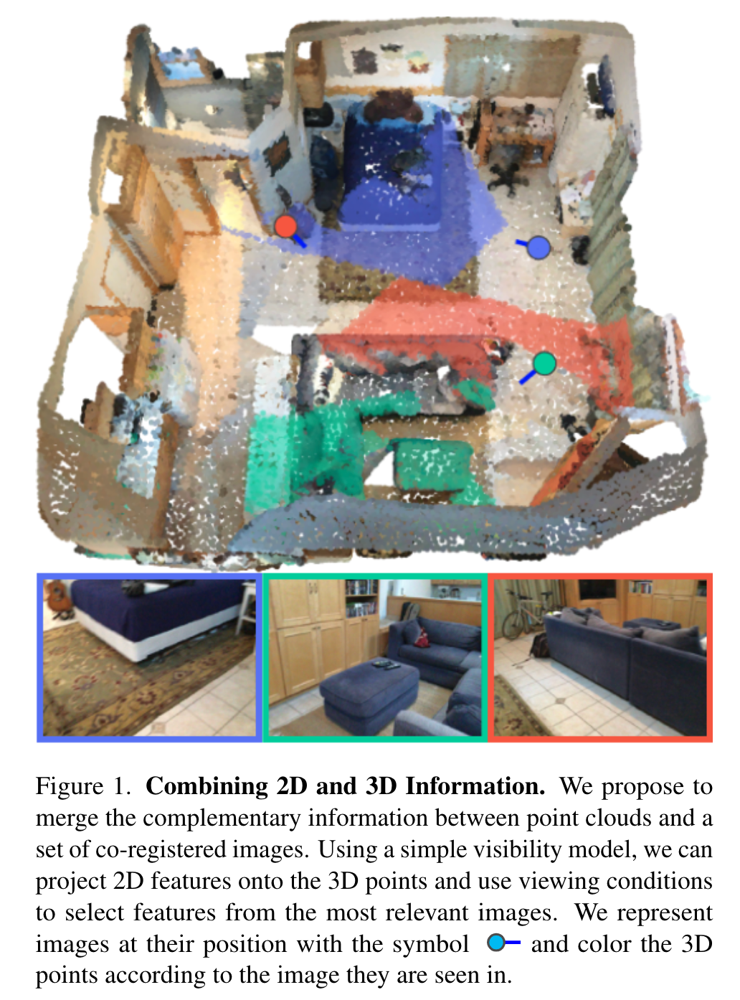 Figure 1. Combining 2D and 3D Information. We propose to
merge the complementary information between point clouds and a
set of co-registered images. Using a simple visibility model, we can
project 2D features onto the 3D points and use viewing conditions
to select features from the most relevant images. We represent
images at their position with the symbol and color the 3D
points according to the image they are seen in.